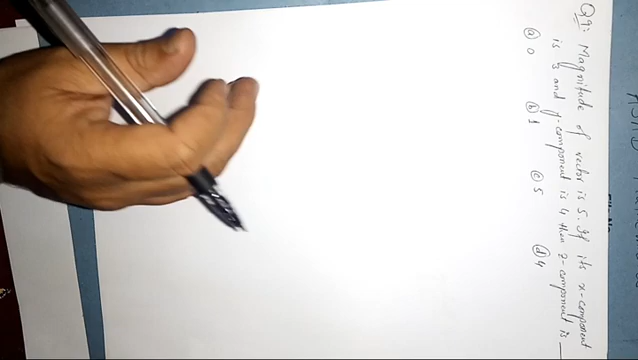 Q9: Magnitude of vector is 5. If its x-component
is 3 and y-component is 4 then z-component is __
(a) 0 (b) 1 (c) 5 (d) 4